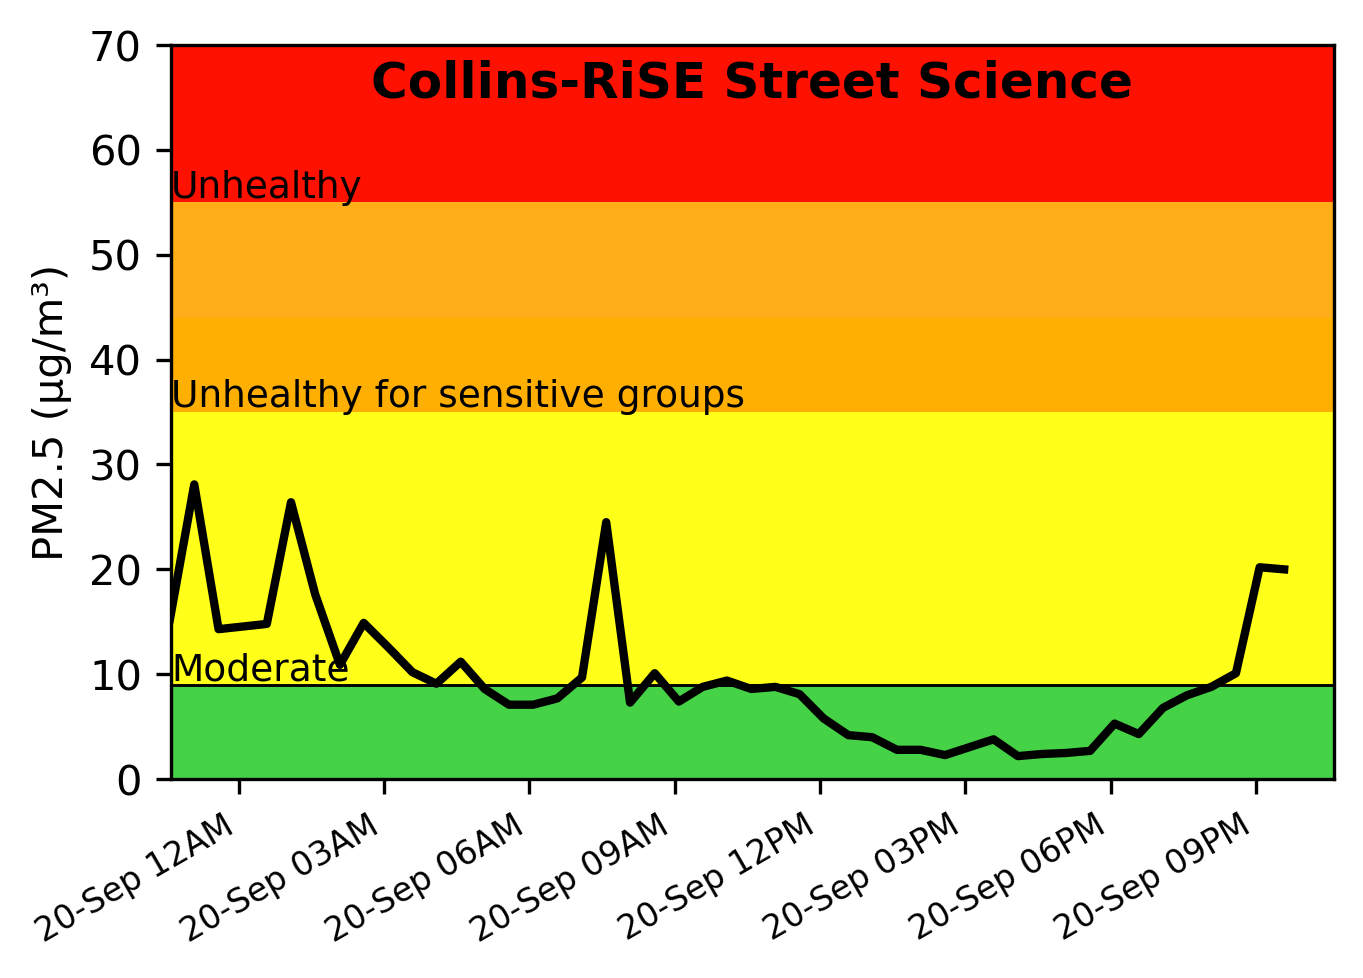 Collins-RiSE Street Science
70
60
Unhealthy
50
40
Unhealthy for sensitive groups
30
20
10
Moderate
0
PM2.5 (µg/m³)
20-Sep 12AM
20-Sep 03AM
20-Sep 06AM
20-Sep 09AM
20-Sep 12PM
20-Sep 03PM
20-Sep 06PM
20-Sep 09PM